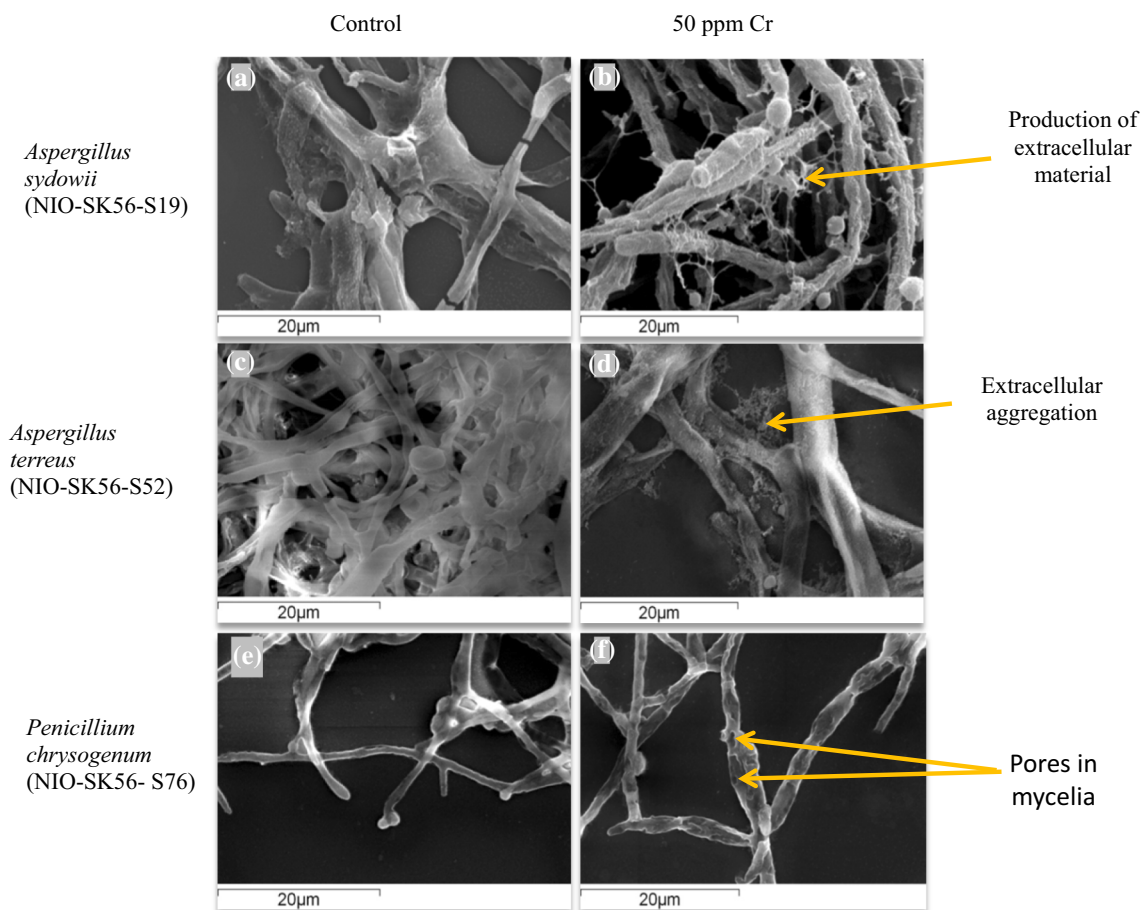 Control
50 ppm Cr
(a)
(b)
Aspergillus
sydowii
(NIO-SK56-S19)
Production of
extracellular
material
20µm
20µm
(c)
(d)
Aspergillus
terreus
(NIO-SK56-S52)
Extracellular
aggregation
20µm
20µm
(e)
(f)
Penicillium
chrysogenum
(NIO-SK56- S76)
Pores in
mycelia
20µm
20µm